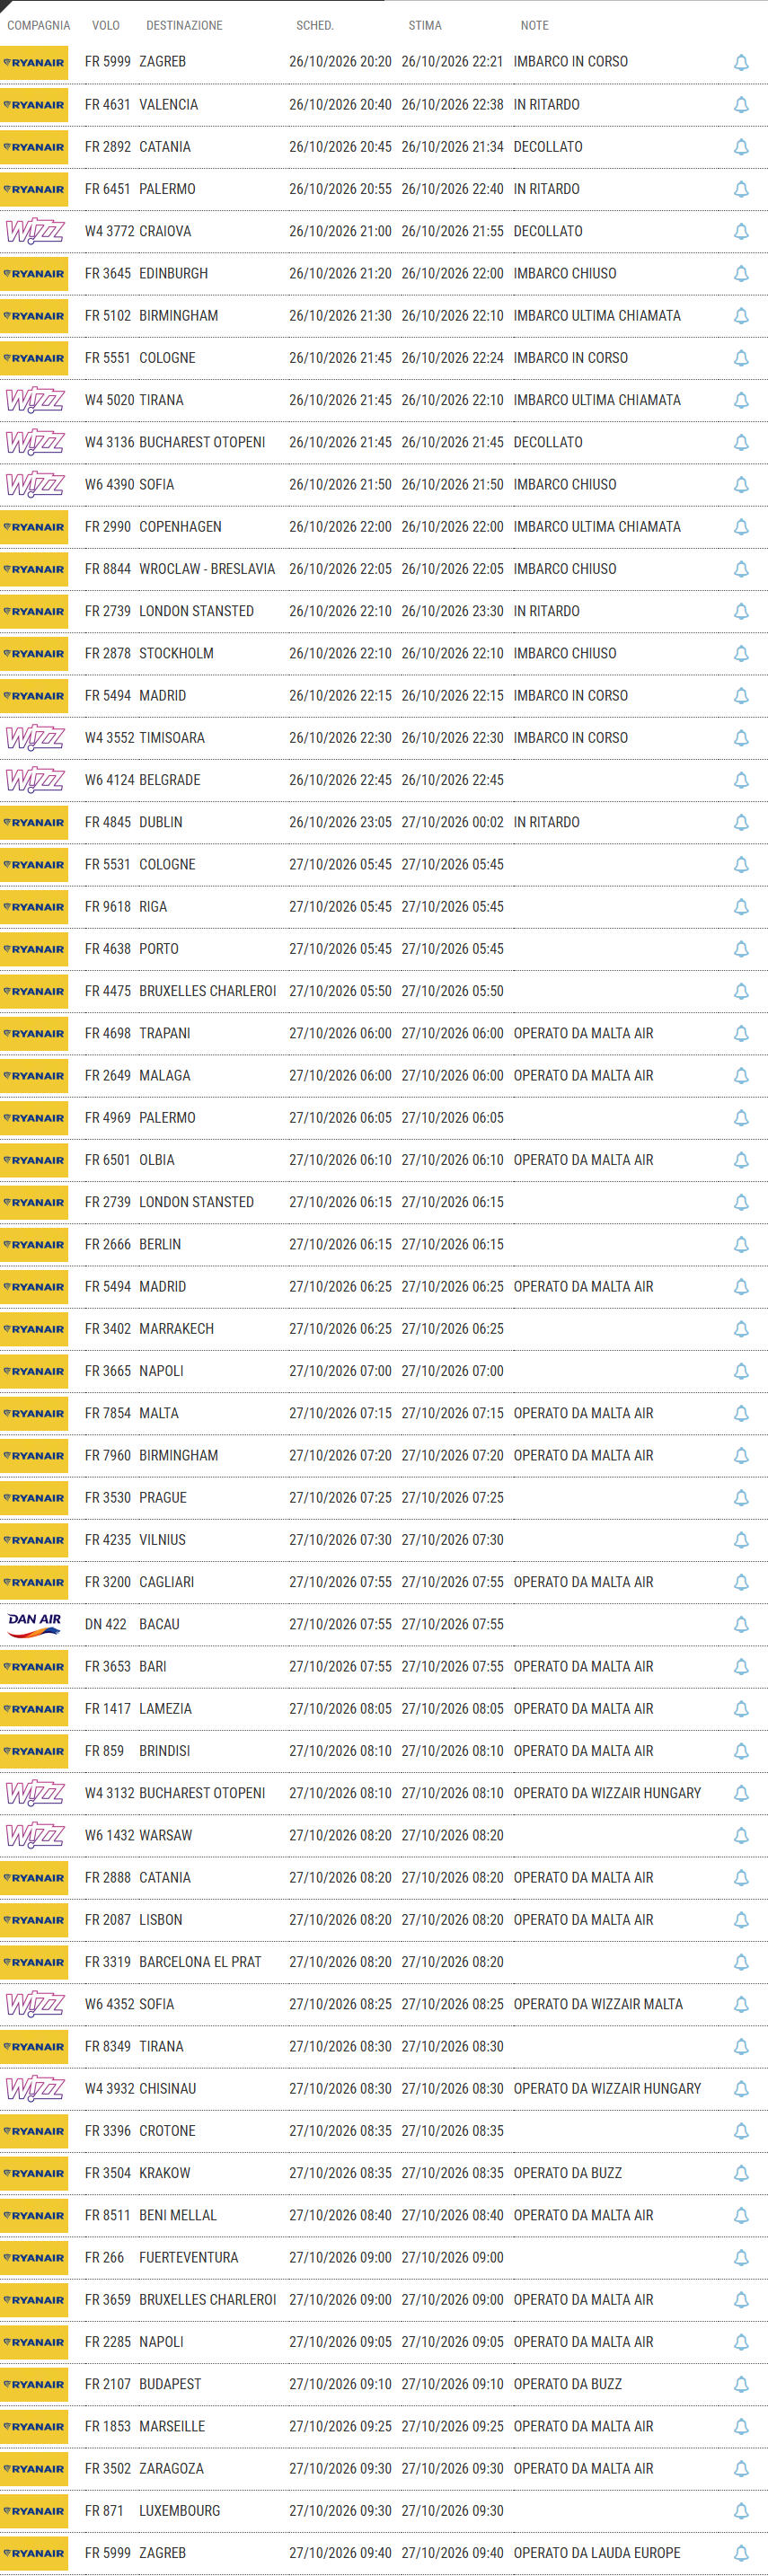 COMPAGNIA VOLO DESTINAZIONE SCHED. STIMA NOTE
RYANAIR FR 5999 ZAGREB 26/10/2026 20:20 26/10/2026 22:21 IMBARCO IN CORSO
RYANAIR FR 4631 VALENCIA 26/10/2026 20:40 26/10/2026 22:38 IN RITARDO
RYANAIR FR 2892 CATANIA 26/10/2026 20:45 26/10/2026 21:34 DECOLLATO
RYANAIR FR 6451 PALERMO 26/10/2026 20:55 26/10/2026 22:40 IN RITARDO
WIZZ W4 3772 CRAIOVA 26/10/2026 21:00 26/10/2026 21:55 DECOLLATO
RYANAIR FR 3645 EDINBURGH 26/10/2026 21:20 26/10/2026 22:00 IMBARCO CHIUSO
RYANAIR FR 5102 BIRMINGHAM 26/10/2026 21:30 26/10/2026 22:10 IMBARCO ULTIMA CHIAMATA
RYANAIR FR 5551 COLOGNE 26/10/2026 21:45 26/10/2026 22:24 IMBARCO IN CORSO
WIZZ W4 5020 TIRANA 26/10/2026 21:45 26/10/2026 22:10 IMBARCO ULTIMA CHIAMATA
WIZZ W4 3136 BUCHAREST OTOPENI 26/10/2026 21:45 26/10/2026 21:45 DECOLLATO
WIZZ W6 4390 SOFIA 26/10/2026 21:50 26/10/2026 21:50 IMBARCO CHIUSO
RYANAIR FR 2990 COPENHAGEN 26/10/2026 22:00 26/10/2026 22:00 IMBARCO ULTIMA CHIAMATA
RYANAIR FR 8844 WROCLAW - BRESLAVIA 26/10/2026 22:05 26/10/2026 22:05 IMBARCO CHIUSO
RYANAIR FR 2739 LONDON STANSTED 26/10/2026 22:10 26/10/2026 23:30 IN RITARDO
RYANAIR FR 2878 STOCKHOLM 26/10/2026 22:10 26/10/2026 22:10 IMBARCO CHIUSO
RYANAIR FR 5494 MADRID 26/10/2026 22:15 26/10/2026 22:15 IMBARCO IN CORSO
WIZZ W4 3552 TIMISOARA 26/10/2026 22:30 26/10/2026 22:30 IMBARCO IN CORSO
WIZZ W6 4124 BELGRADE 26/10/2026 22:45 26/10/2026 22:45
RYANAIR FR 4845 DUBLIN 26/10/2026 23:05 27/10/2026 00:02 IN RITARDO
RYANAIR FR 5531 COLOGNE 27/10/2026 05:45 27/10/2026 05:45
RYANAIR FR 9618 RIGA 27/10/2026 05:45 27/10/2026 05:45
RYANAIR FR 4638 PORTO 27/10/2026 05:45 27/10/2026 05:45
RYANAIR FR 4475 BRUXELLES CHARLEROI 27/10/2026 05:50 27/10/2026 05:50
RYANAIR FR 4698 TRAPANI 27/10/2026 06:00 27/10/2026 06:00 OPERATO DA MALTA AIR
RYANAIR FR 2649 MALAGA 27/10/2026 06:00 27/10/2026 06:00 OPERATO DA MALTA AIR
RYANAIR FR 4969 PALERMO 27/10/2026 06:05 27/10/2026 06:05
RYANAIR FR 6501 OLBIA 27/10/2026 06:10 27/10/2026 06:10 OPERATO DA MALTA AIR
RYANAIR FR 2739 LONDON STANSTED 27/10/2026 06:15 27/10/2026 06:15
RYANAIR FR 2666 BERLIN 27/10/2026 06:15 27/10/2026 06:15
RYANAIR FR 5494 MADRID 27/10/2026 06:25 27/10/2026 06:25 OPERATO DA MALTA AIR
RYANAIR FR 3402 MARRAKECH 27/10/2026 06:25 27/10/2026 06:25
RYANAIR FR 3665 NAPOLI 27/10/2026 07:00 27/10/2026 07:00
RYANAIR FR 7854 MALTA 27/10/2026 07:15 27/10/2026 07:15 OPERATO DA MALTA AIR
RYANAIR FR 7960 BIRMINGHAM 27/10/2026 07:20 27/10/2026 07:20 OPERATO DA MALTA AIR
RYANAIR FR 3530 PRAGUE 27/10/2026 07:25 27/10/2026 07:25
RYANAIR FR 4235 VILNIUS 27/10/2026 07:30 27/10/2026 07:30
RYANAIR FR 3200 CAGLIARI 27/10/2026 07:55 27/10/2026 07:55 OPERATO DA MALTA AIR
DAN AIR DN 422 BACAU 27/10/2026 07:55 27/10/2026 07:55
RYANAIR FR 3653 BARI 27/10/2026 07:55 27/10/2026 07:55 OPERATO DA MALTA AIR
RYANAIR FR 1417 LAMEZIA 27/10/2026 08:05 27/10/2026 08:05 OPERATO DA MALTA AIR
RYANAIR FR 859 BRINDISI 27/10/2026 08:10 27/10/2026 08:10 OPERATO DA MALTA AIR
WIZZ W4 3132 BUCHAREST OTOPENI 27/10/2026 08:10 27/10/2026 08:10 OPERATO DA WIZZAIR HUNGARY
WIZZ W6 1432 WARSAW 27/10/2026 08:20 27/10/2026 08:20
RYANAIR FR 2888 CATANIA 27/10/2026 08:20 27/10/2026 08:20 OPERATO DA MALTA AIR
RYANAIR FR 2087 LISBON 27/10/2026 08:20 27/10/2026 08:20 OPERATO DA MALTA AIR
RYANAIR FR 3319 BARCELONA EL PRAT 27/10/2026 08:20 27/10/2026 08:20
WIZZ W6 4352 SOFIA 27/10/2026 08:25 27/10/2026 08:25 OPERATO DA WIZZAIR MALTA
RYANAIR FR 8349 TIRANA 27/10/2026 08:30 27/10/2026 08:30
WIZZ W4 3932 CHISINAU 27/10/2026 08:30 27/10/2026 08:30 OPERATO DA WIZZAIR HUNGARY
RYANAIR FR 3396 CROTONE 27/10/2026 08:35 27/10/2026 08:35
RYANAIR FR 3504 KRAKOW 27/10/2026 08:35 27/10/2026 08:35 OPERATO DA BUZZ
RYANAIR FR 8511 BENI MELLAL 27/10/2026 08:40 27/10/2026 08:40 OPERATO DA MALTA AIR
RYANAIR FR 266 FUERTEVENTURA 27/10/2026 09:00 27/10/2026 09:00
RYANAIR FR 3659 BRUXELLES CHARLEROI 27/10/2026 09:00 27/10/2026 09:00 OPERATO DA MALTA AIR
RYANAIR FR 2285 NAPOLI 27/10/2026 09:05 27/10/2026 09:05 OPERATO DA MALTA AIR
RYANAIR FR 2107 BUDAPEST 27/10/2026 09:10 27/10/2026 09:10 OPERATO DA BUZZ
RYANAIR FR 1853 MARSEILLE 27/10/2026 09:25 27/10/2026 09:25 OPERATO DA MALTA AIR
RYANAIR FR 3502 ZARAGOZA 27/10/2026 09:30 27/10/2026 09:30 OPERATO DA MALTA AIR
RYANAIR FR 871 LUXEMBOURG 27/10/2026 09:30 27/10/2026 09:30
RYANAIR FR 5999 ZAGREB 27/10/2026 09:40 27/10/2026 09:40 OPERATO DA LAUDA EUROPE